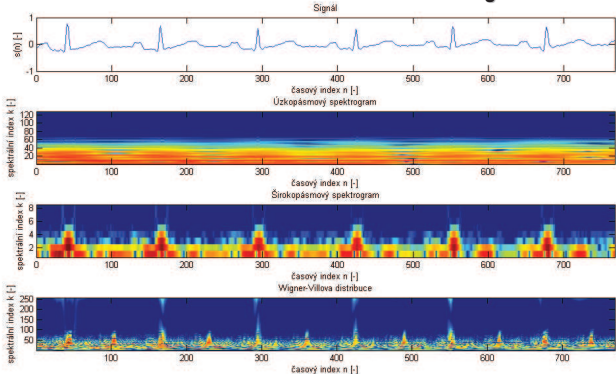 Signál
s(n) [-]
1
0
-1
0 100 200 300 400 500 600 700
časový index n [-]
Úzkopásmový spektrogram
spektrální index k [-]
120
100
80
60
40
20
0 100 200 300 400 500 600 700
časový index n [-]
Širokopásmový spektrogram
spektrální index k [-]
8
6
4
2
0 100 200 300 400 500 600 700
časový index n [-]
Wigner-Villova distribuce
spektrální index k [-]
250
200
150
100
50
100 200 300 400 500 600 700
časový index n [-]